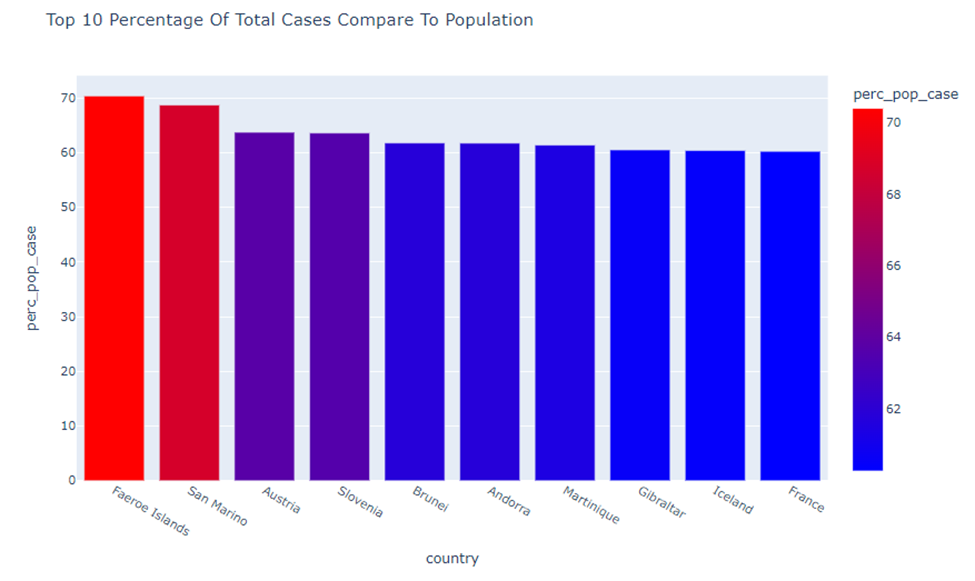 Top 10 Percentage Of Total Cases Compare To Population
perc_pop_case
70
60
50
40
30
20
10
0
perc_pop_case
70
68
66
64
62
Faeroe Islands
San Marino
Austria
Slovenia
Brunei
Andorra
Martinique
Gibraltar
Iceland
France
country